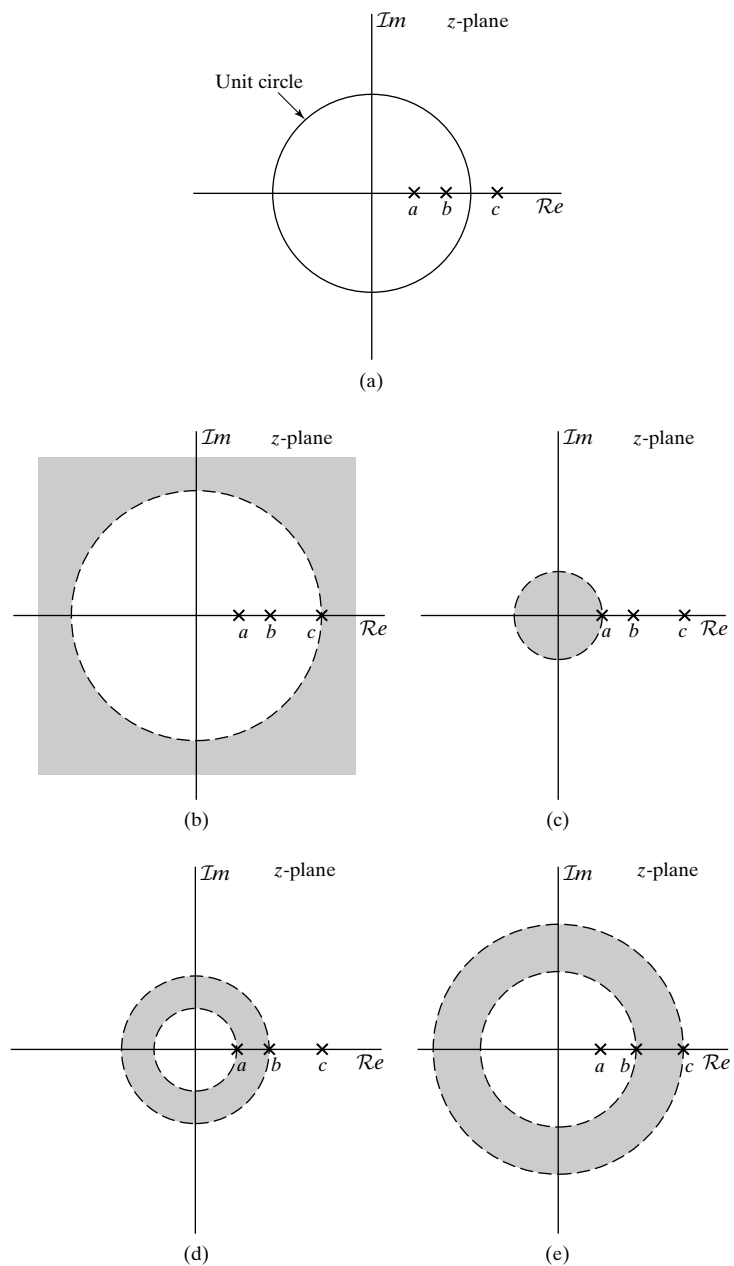 ℐm z-plane
Unit circle
a b c ℛe
(a)
ℐm z-plane
a b c ℛe
(b)
ℐm z-plane
a b c ℛe
(c)
ℐm z-plane
a b c ℛe
(d)
ℐm z-plane
a b c ℛe
(e)